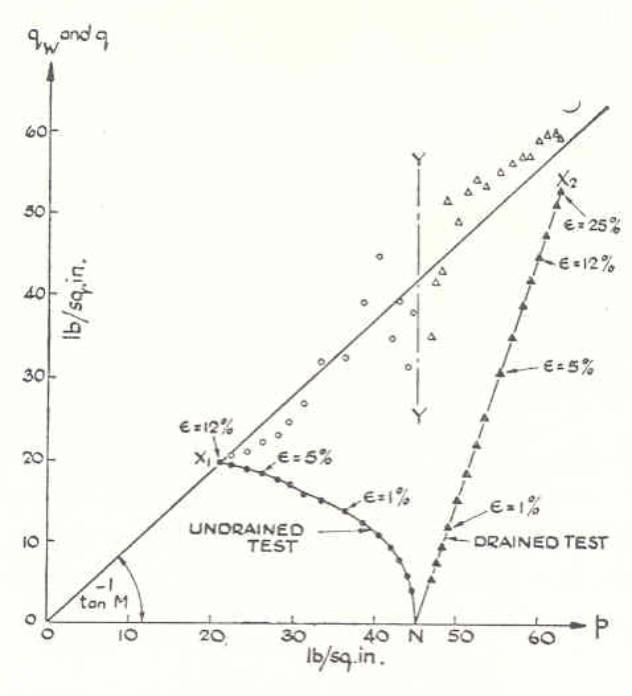 q_w and q
60
50
40
30
20
10
0
lb/sq.in.
Y
Y
X₂
ϵ=25%
ϵ=12%
ϵ=5%
ϵ=1%
DRAINED TEST
ϵ=12%
X₁
ϵ=5%
ϵ=1%
UNDRAINED
TEST
tan⁻¹ M
0
10
20
30
40
N
50
60
P
lb/sq.in.